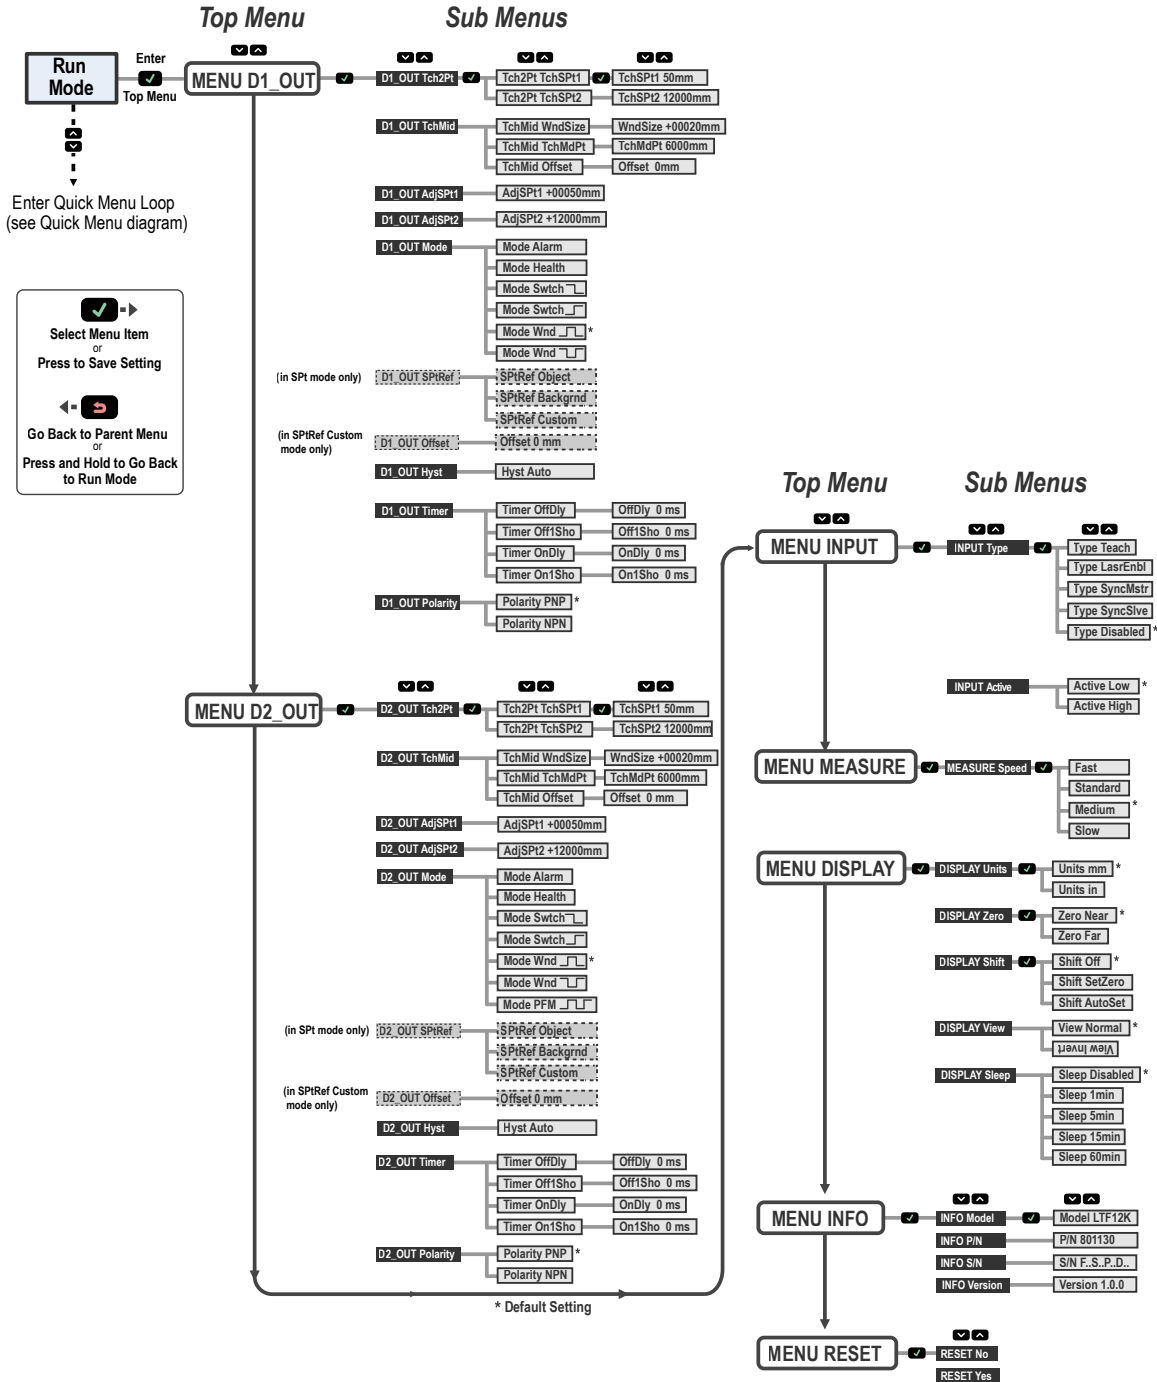 Top Menu
Sub Menus
Run Mode
Enter
Top Menu
Enter Quick Menu Loop
(see Quick Menu diagram)
Select Menu Item
or
Press to Save Setting
Go Back to Parent Menu
or
Press and Hold to Go Back
to Run Mode
MENU D1_OUT
D1_OUT Tch2Pt
Tch2Pt TchSPt1
TchSPt1 50mm
Tch2Pt TchSPt2
TchSPt2 12000mm
D1_OUT TchMid
TchMid WndSize
WndSize +00020mm
TchMid TchMdPt
TchMdPt 6000mm
TchMid Offset
Offset 0mm
D1_OUT AdjSPt1
AdjSPt1 +00050mm
D1_OUT AdjSPt2
AdjSPt2 +12000mm
D1_OUT Mode
Mode Alarm
Mode Health
Mode Swtch
Mode Swtch
Mode Wnd *
Mode Wnd
(in SPt mode only)
D1_OUT SPtRef
SPtRef Object
SPtRef Backgrnd
SPtRef Custom
(in SPtRef Custom
mode only)
D1_OUT Offset
Offset 0 mm
D1_OUT Hyst
Hyst Auto
D1_OUT Timer
Timer OffDly
OffDly 0 ms
Timer Off1Sho
Off1Sho 0 ms
Timer OnDly
OnDly 0 ms
Timer On1Sho
On1Sho 0 ms
D1_OUT Polarity
Polarity PNP *
Polarity NPN
MENU D2_OUT
D2_OUT Tch2Pt
Tch2Pt TchSPt1
TchSPt1 50mm
Tch2Pt TchSPt2
TchSPt2 12000mm
D2_OUT TchMid
TchMid WndSize
WndSize +00020mm
TchMid TchMdPt
TchMdPt 6000mm
TchMid Offset
Offset 0 mm
D2_OUT AdjSPt1
AdjSPt1 +00050mm
D2_OUT AdjSPt2
AdjSPt2 +12000mm
D2_OUT Mode
Mode Alarm
Mode Health
Mode Swtch
Mode Swtch
Mode Wnd *
Mode Wnd
Mode PFM
(in SPt mode only)
D2_OUT SPtRef
SPtRef Object
SPtRef Backgrnd
SPtRef Custom
(in SPtRef Custom
mode only)
D2_OUT Offset
Offset 0 mm
D2_OUT Hyst
Hyst Auto
D2_OUT Timer
Timer OffDly
OffDly 0 ms
Timer Off1Sho
Off1Sho 0 ms
Timer OnDly
OnDly 0 ms
Timer On1Sho
On1Sho 0 ms
D2_OUT Polarity
Polarity PNP *
Polarity NPN
* Default Setting
Top Menu
Sub Menus
MENU INPUT
INPUT Type
Type Teach
Type LasrEnbl
Type SyncMstr
Type SyncSlve
Type Disabled *
INPUT Active
Active Low *
Active High
MENU MEASURE
MEASURE Speed
Fast
Standard
Medium *
Slow
MENU DISPLAY
DISPLAY Units
Units mm *
Units in
DISPLAY Zero
Zero Near *
Zero Far
DISPLAY Shift
Shift Off *
Shift SetZero
Shift AutoSet
DISPLAY View
View Normal *
View Invert
DISPLAY Sleep
Sleep Disabled *
Sleep 1min
Sleep 5min
Sleep 15min
Sleep 60min
MENU INFO
INFO Model
Model LTF12K
INFO P/N
P/N 801130
INFO S/N
S/N F..S..P..D..
INFO Version
Version 1.0.0
MENU RESET
RESET No
RESET Yes